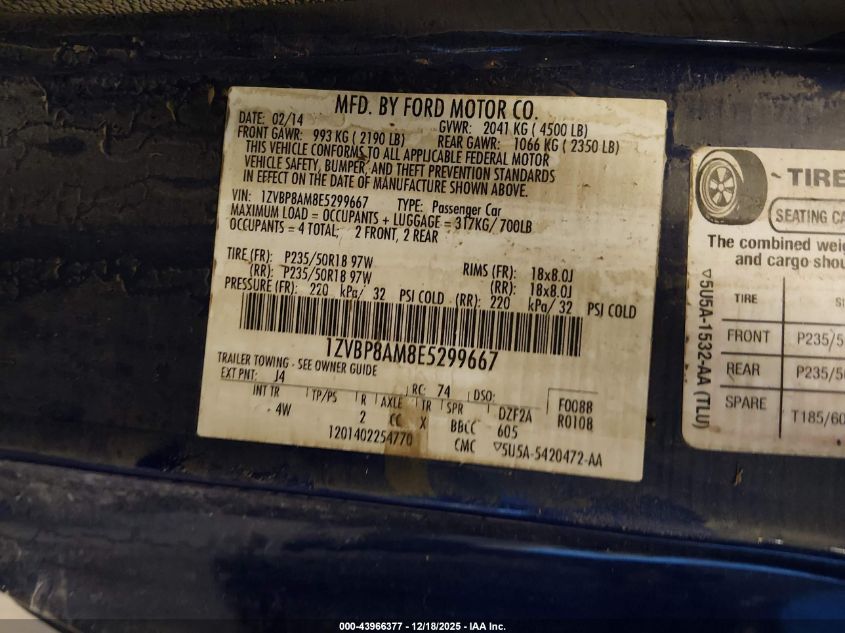 MFD. BY FORD MOTOR CO.
DATE: 02/14 GVWR: 2041 KG ( 4500 LB)
FRONT GAWR: 993 KG ( 2190 LB) REAR GAWR: 1066 KG ( 2350 LB)
THIS VEHICLE CONFORMS TO ALL APPLICABLE FEDERAL MOTOR
VEHICLE SAFETY, BUMPER, AND THEFT PREVENTION STANDARDS
IN EFFECT ON THE DATE OF MANUFACTURE SHOWN ABOVE.
VIN: 1ZVBP8AM8E5299667 TYPE: Passenger Car
MAXIMUM LOAD = OCCUPANTS + LUGGAGE = 317KG/ 700LB
OCCUPANTS = 4 TOTAL; 2 FRONT, 2 REAR
TIRE (FR): P235/50R18 97W RIMS (FR): 18x8.0J
(RR): P235/50R18 97W (RR): 18x8.0J
PRESSURE (FR): 220 kPa/ 32 PSI COLD (RR): 220 kPa/ 32 PSI COLD
1ZVBP8AM8E5299667
TRAILER TOWING - SEE OWNER GUIDE
EXT PNT: J4 RC: 74 DSO:
INT TR TP/PS R AXLE TR SPR DZF2A F0088
4W 2 CC X BBCC 605 R0108
1201402254770 CMC ▽5U5A-5420472-AA
TIRE
SEATING CA
The combined weig
and cargo shou
TIRE S
FRONT P235/5
REAR P235/5
SPARE T185/60
▽5U5A-1532-AA (TLU)
000-43966377 - 12/18/2025 - IAA Inc.